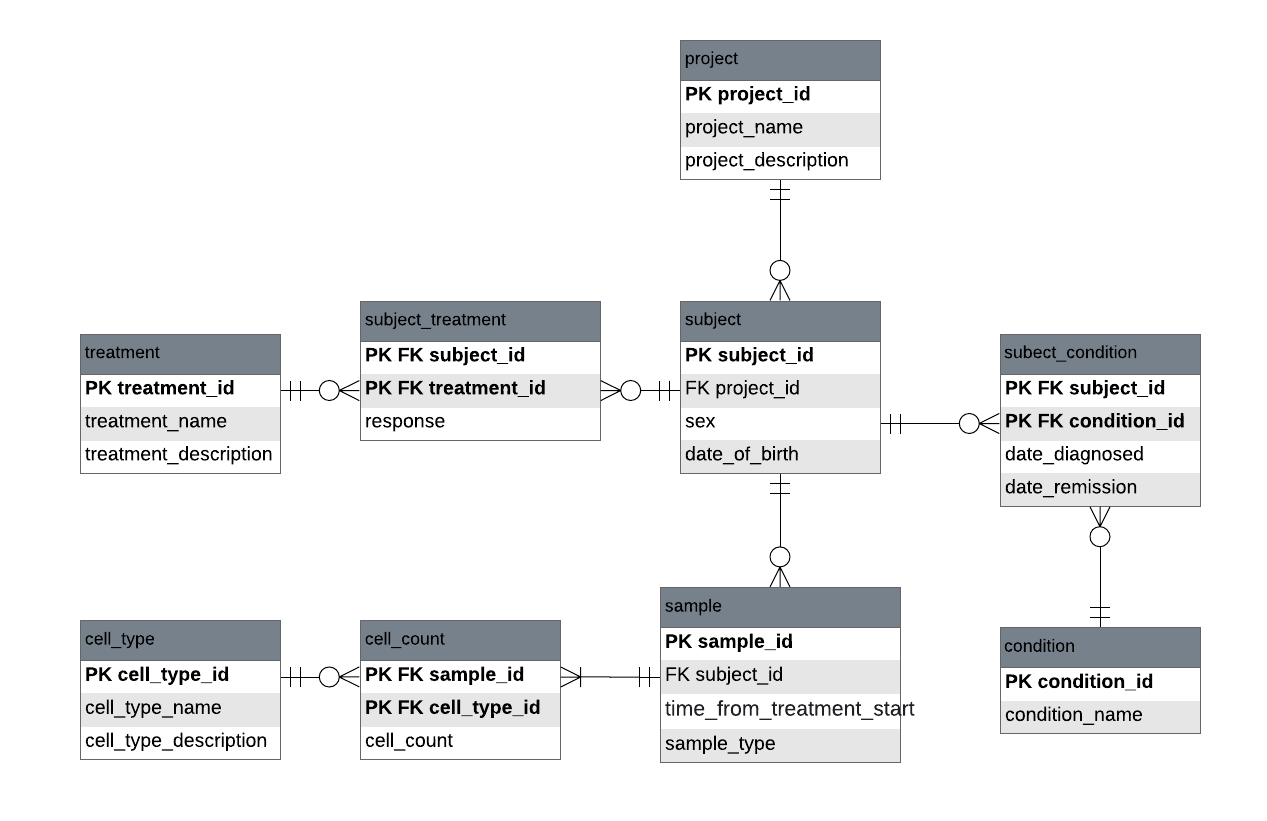 project
PK project_id
project_name
project_description
treatment
PK treatment_id
treatment_name
treatment_description
subject_treatment
PK FK subject_id
PK FK treatment_id
response
subject
PK subject_id
FK project_id
sex
date_of_birth
subect_condition
PK FK subject_id
PK FK condition_id
date_diagnosed
date_remission
cell_type
PK cell_type_id
cell_type_name
cell_type_description
cell_count
PK FK sample_id
PK FK cell_type_id
cell_count
sample
PK sample_id
FK subject_id
time_from_treatment_start
sample_type
condition
PK condition_id
condition_name